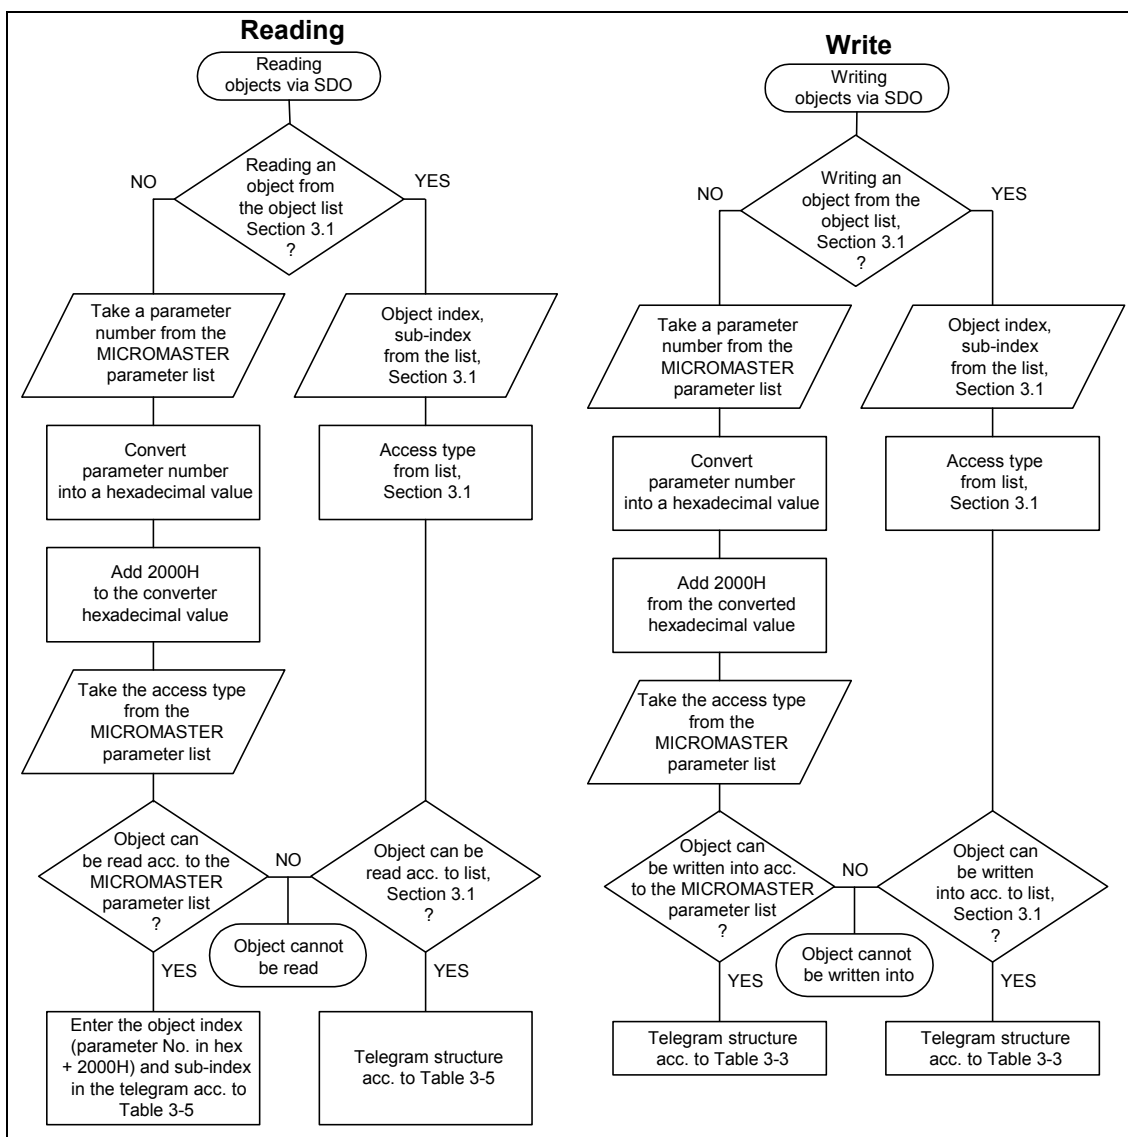 Reading
Reading
objects via SDO
Reading an
object from
the object list
Section 3.1
?
NO
YES
Take a parameter
number from the
MICROMASTER
parameter list
Object index,
sub-index
from the list,
Section 3.1
Convert
parameter number
into a hexadecimal value
Access type
from list,
Section 3.1
Add 2000H
to the converter
hexadecimal value
Take the access type
from the
MICROMASTER
parameter list
Object can
be read acc. to the
MICROMASTER
parameter list
?
NO
Object can be
read acc. to list,
Section 3.1
?
Object cannot
be read
YES
YES
Enter the object index
(parameter No. in hex
+ 2000H) and sub-index
in the telegram acc. to
Table 3-5
Telegram structure
acc. to Table 3-5
Write
Writing
objects via SDO
Writing an
object from the
object list,
Section 3.1
?
NO
YES
Take a parameter
number from the
MICROMASTER
parameter list
Object index,
sub-index
from the list,
Section 3.1
Convert
parameter number
into a hexadecimal value
Access type
from list,
Section 3.1
Add 2000H
from the converted
hexadecimal value
Take the access type
from the
MICROMASTER
parameter list
Object can
be written into acc.
to the MICROMASTER
parameter list
?
NO
Object can
be written
into acc. to list,
Section 3.1
?
Object cannot
be written into
YES
YES
Telegram structure
acc. to Table 3-3
Telegram structure
acc. to Table 3-3